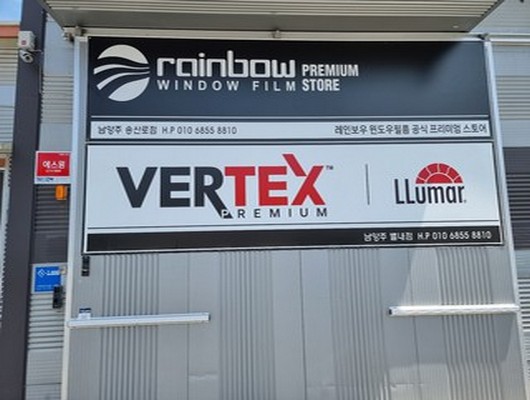 rainbow PREMIUM
WINDOW FILM STORE
남양주 송산로점 H.P 010 6855 8810
레인보우 윈도우필름 공식 프리미엄 스토어
VERTEX™
PREMIUM
LLumar®
남양주 별내점 H.P 010 6855 8810
에스원